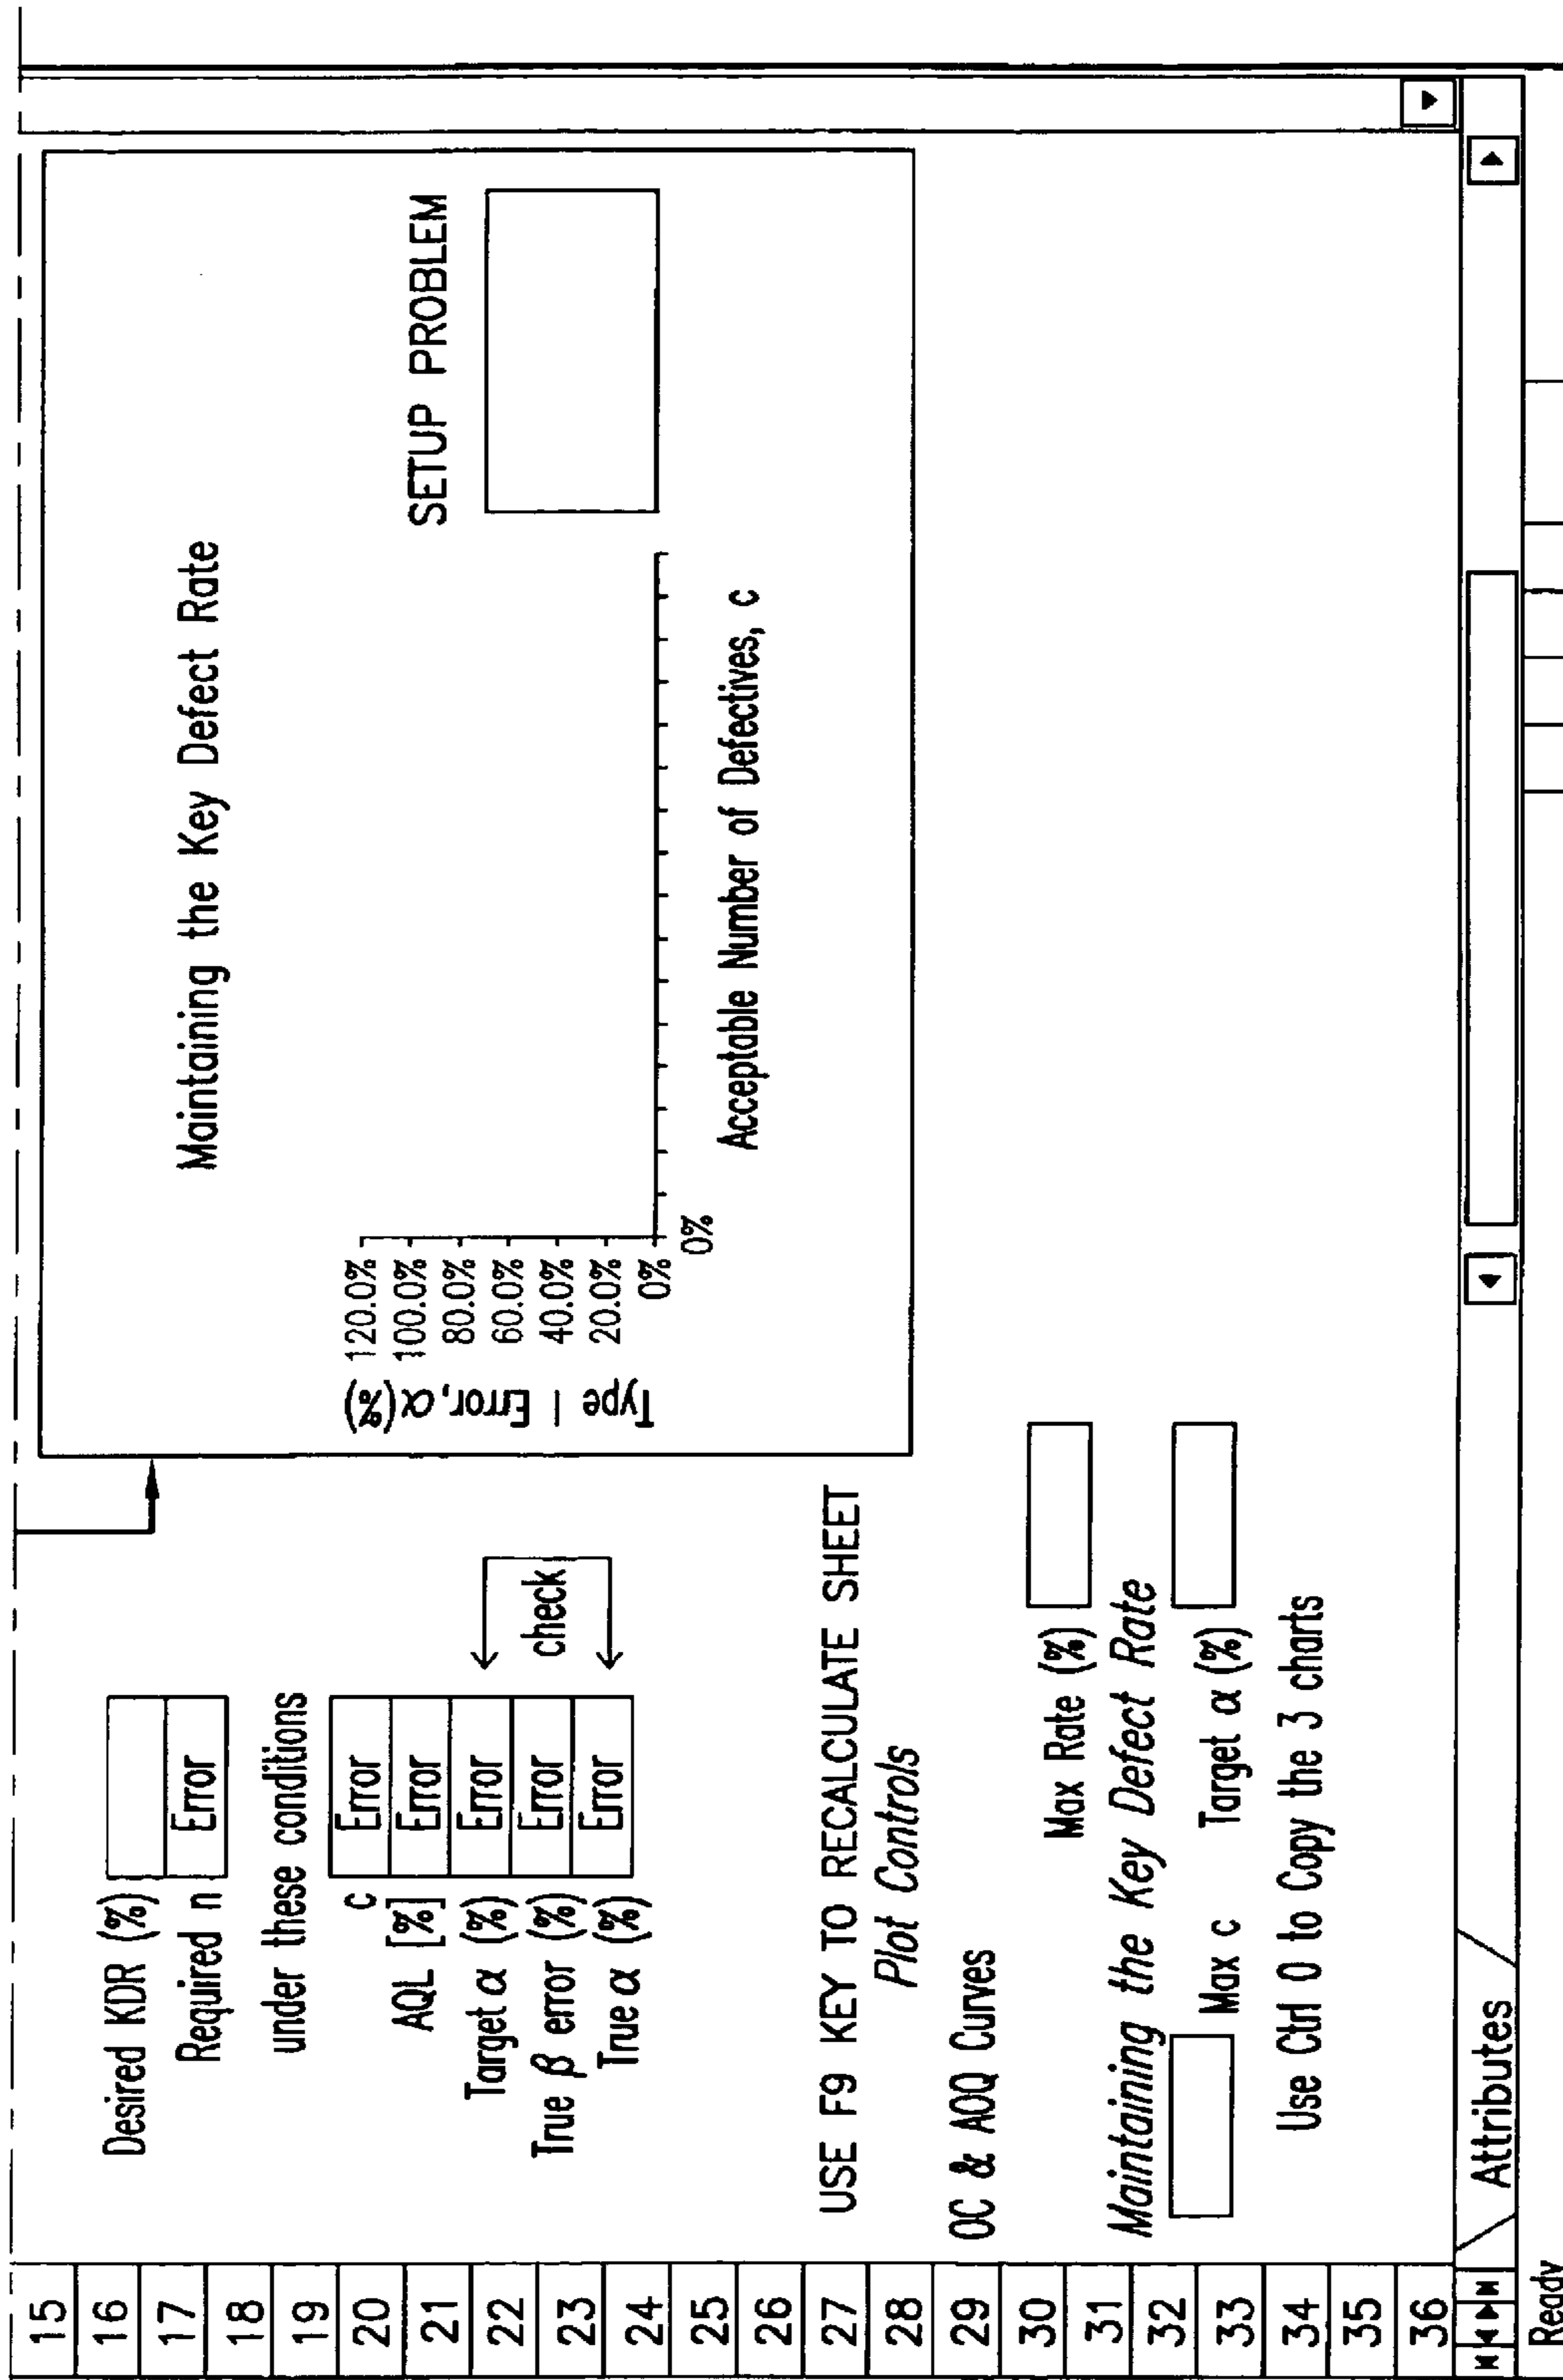 15
16
17
18
19
20
21
22
23
24
25
26
27
28
29
30
31
32
33
34
35
36
Desired KDR (%)
Required n Error
under these conditions
c Error
AQL [%] Error
Target α (%) Error
True β error (%) Error
True α (%) Error
check
USE F9 KEY TO RECALCULATE SHEET
Plot Controls
OC & AOQ Curves
Max Rate (%)
Maintaining the Key Defect Rate
Max c Target α (%)
Use Ctrl O to Copy the 3 charts
Maintaining the Key Defect Rate
SETUP PROBLEM
Type I Error, α(%)
120.0%
100.0%
80.0%
60.0%
40.0%
20.0%
0%
0%
Acceptable Number of Defectives, c
Attributes
Ready